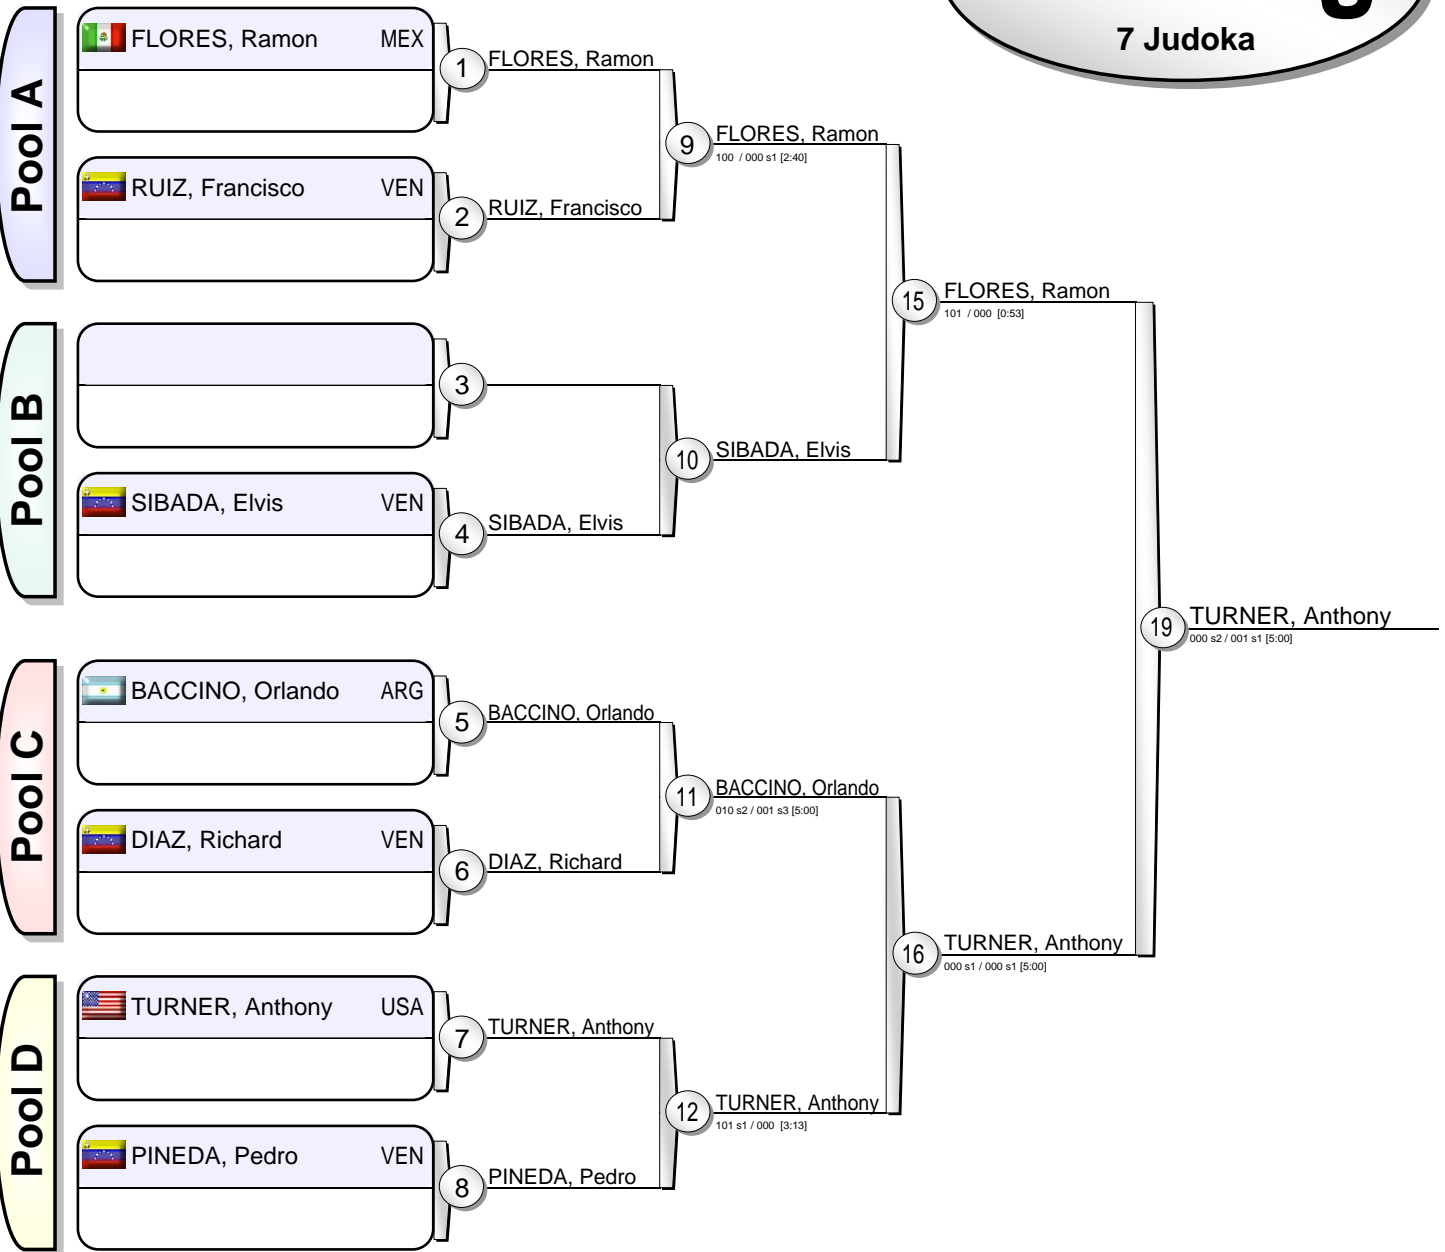 7 Judoka
Pool A
FLORES, Ramon MEX
1
FLORES, Ramon
RUIZ, Francisco VEN
2
RUIZ, Francisco
9
FLORES, Ramon
100 / 000 s1 [2:40]
Pool B
3
SIBADA, Elvis VEN
4
SIBADA, Elvis
10
SIBADA, Elvis
15
FLORES, Ramon
101 / 000 [0:53]
Pool C
BACCINO, Orlando ARG
5
BACCINO, Orlando
DIAZ, Richard VEN
6
DIAZ, Richard
11
BACCINO, Orlando
010 s2 / 001 s3 [5:00]
Pool D
TURNER, Anthony USA
7
TURNER, Anthony
PINEDA, Pedro VEN
8
PINEDA, Pedro
12
TURNER, Anthony
101 s1 / 000 [3:13]
16
TURNER, Anthony
000 s1 / 000 s1 [5:00]
19
TURNER, Anthony
000 s2 / 001 s1 [5:00]